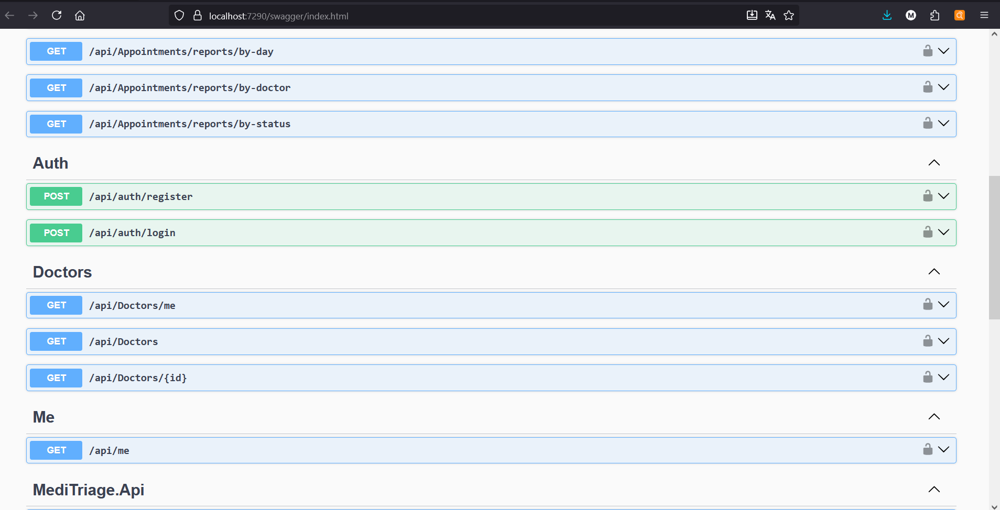 localhost:7290/swagger/index.html
M
GET /api/Appointments/reports/by-day
GET /api/Appointments/reports/by-doctor
GET /api/Appointments/reports/by-status
Auth
POST /api/auth/register
POST /api/auth/login
Doctors
GET /api/Doctors/me
GET /api/Doctors
GET /api/Doctors/{id}
Me
GET /api/me
MediTriage.Api